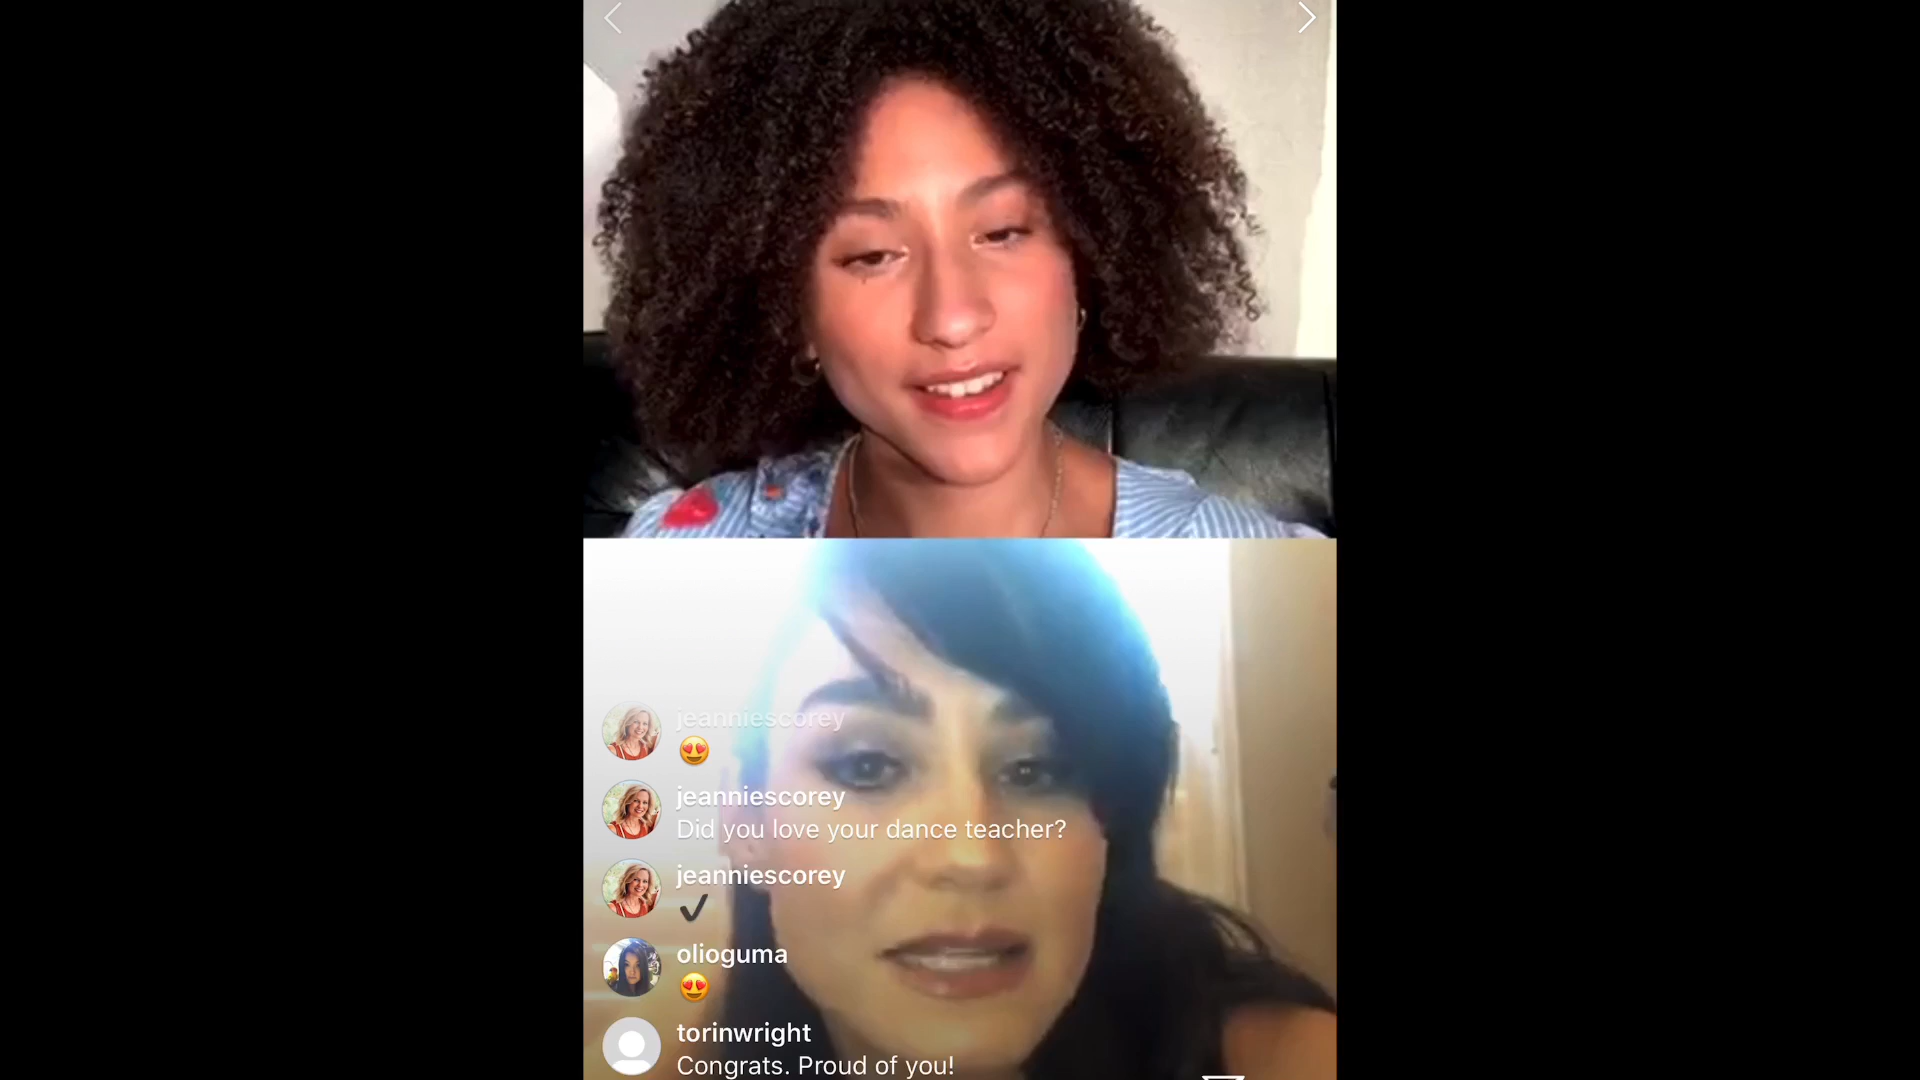 jeanniescorey
😍
jeanniescorey
Did you love your dance teacher?
jeanniescorey
✔
olioguma
😍
torinwright
Congrats. Proud of you!